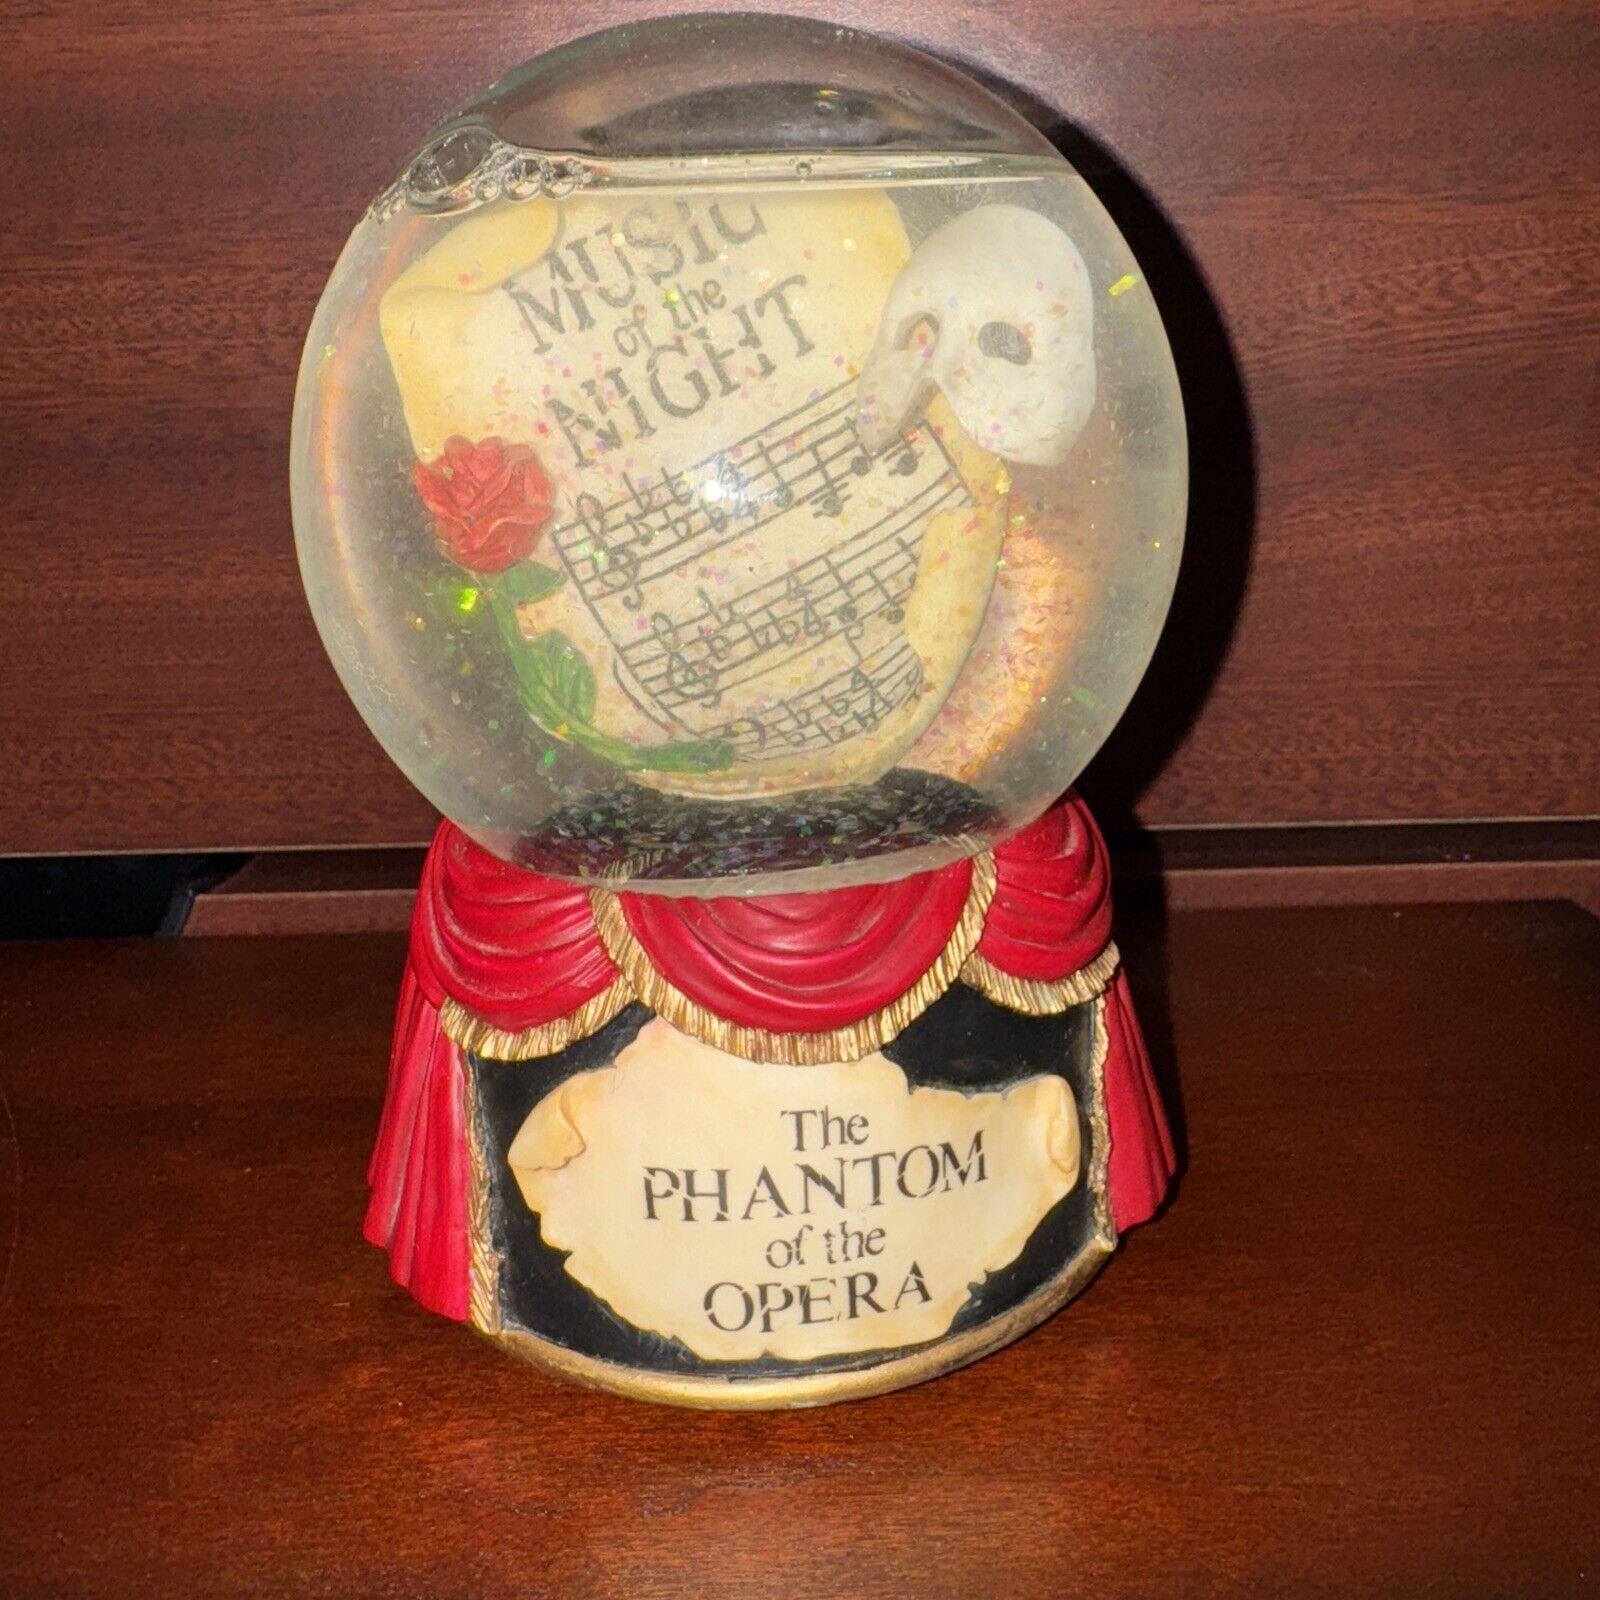 MUSIC
of the
NIGHT
The
PHANTOM
of the
OPERA